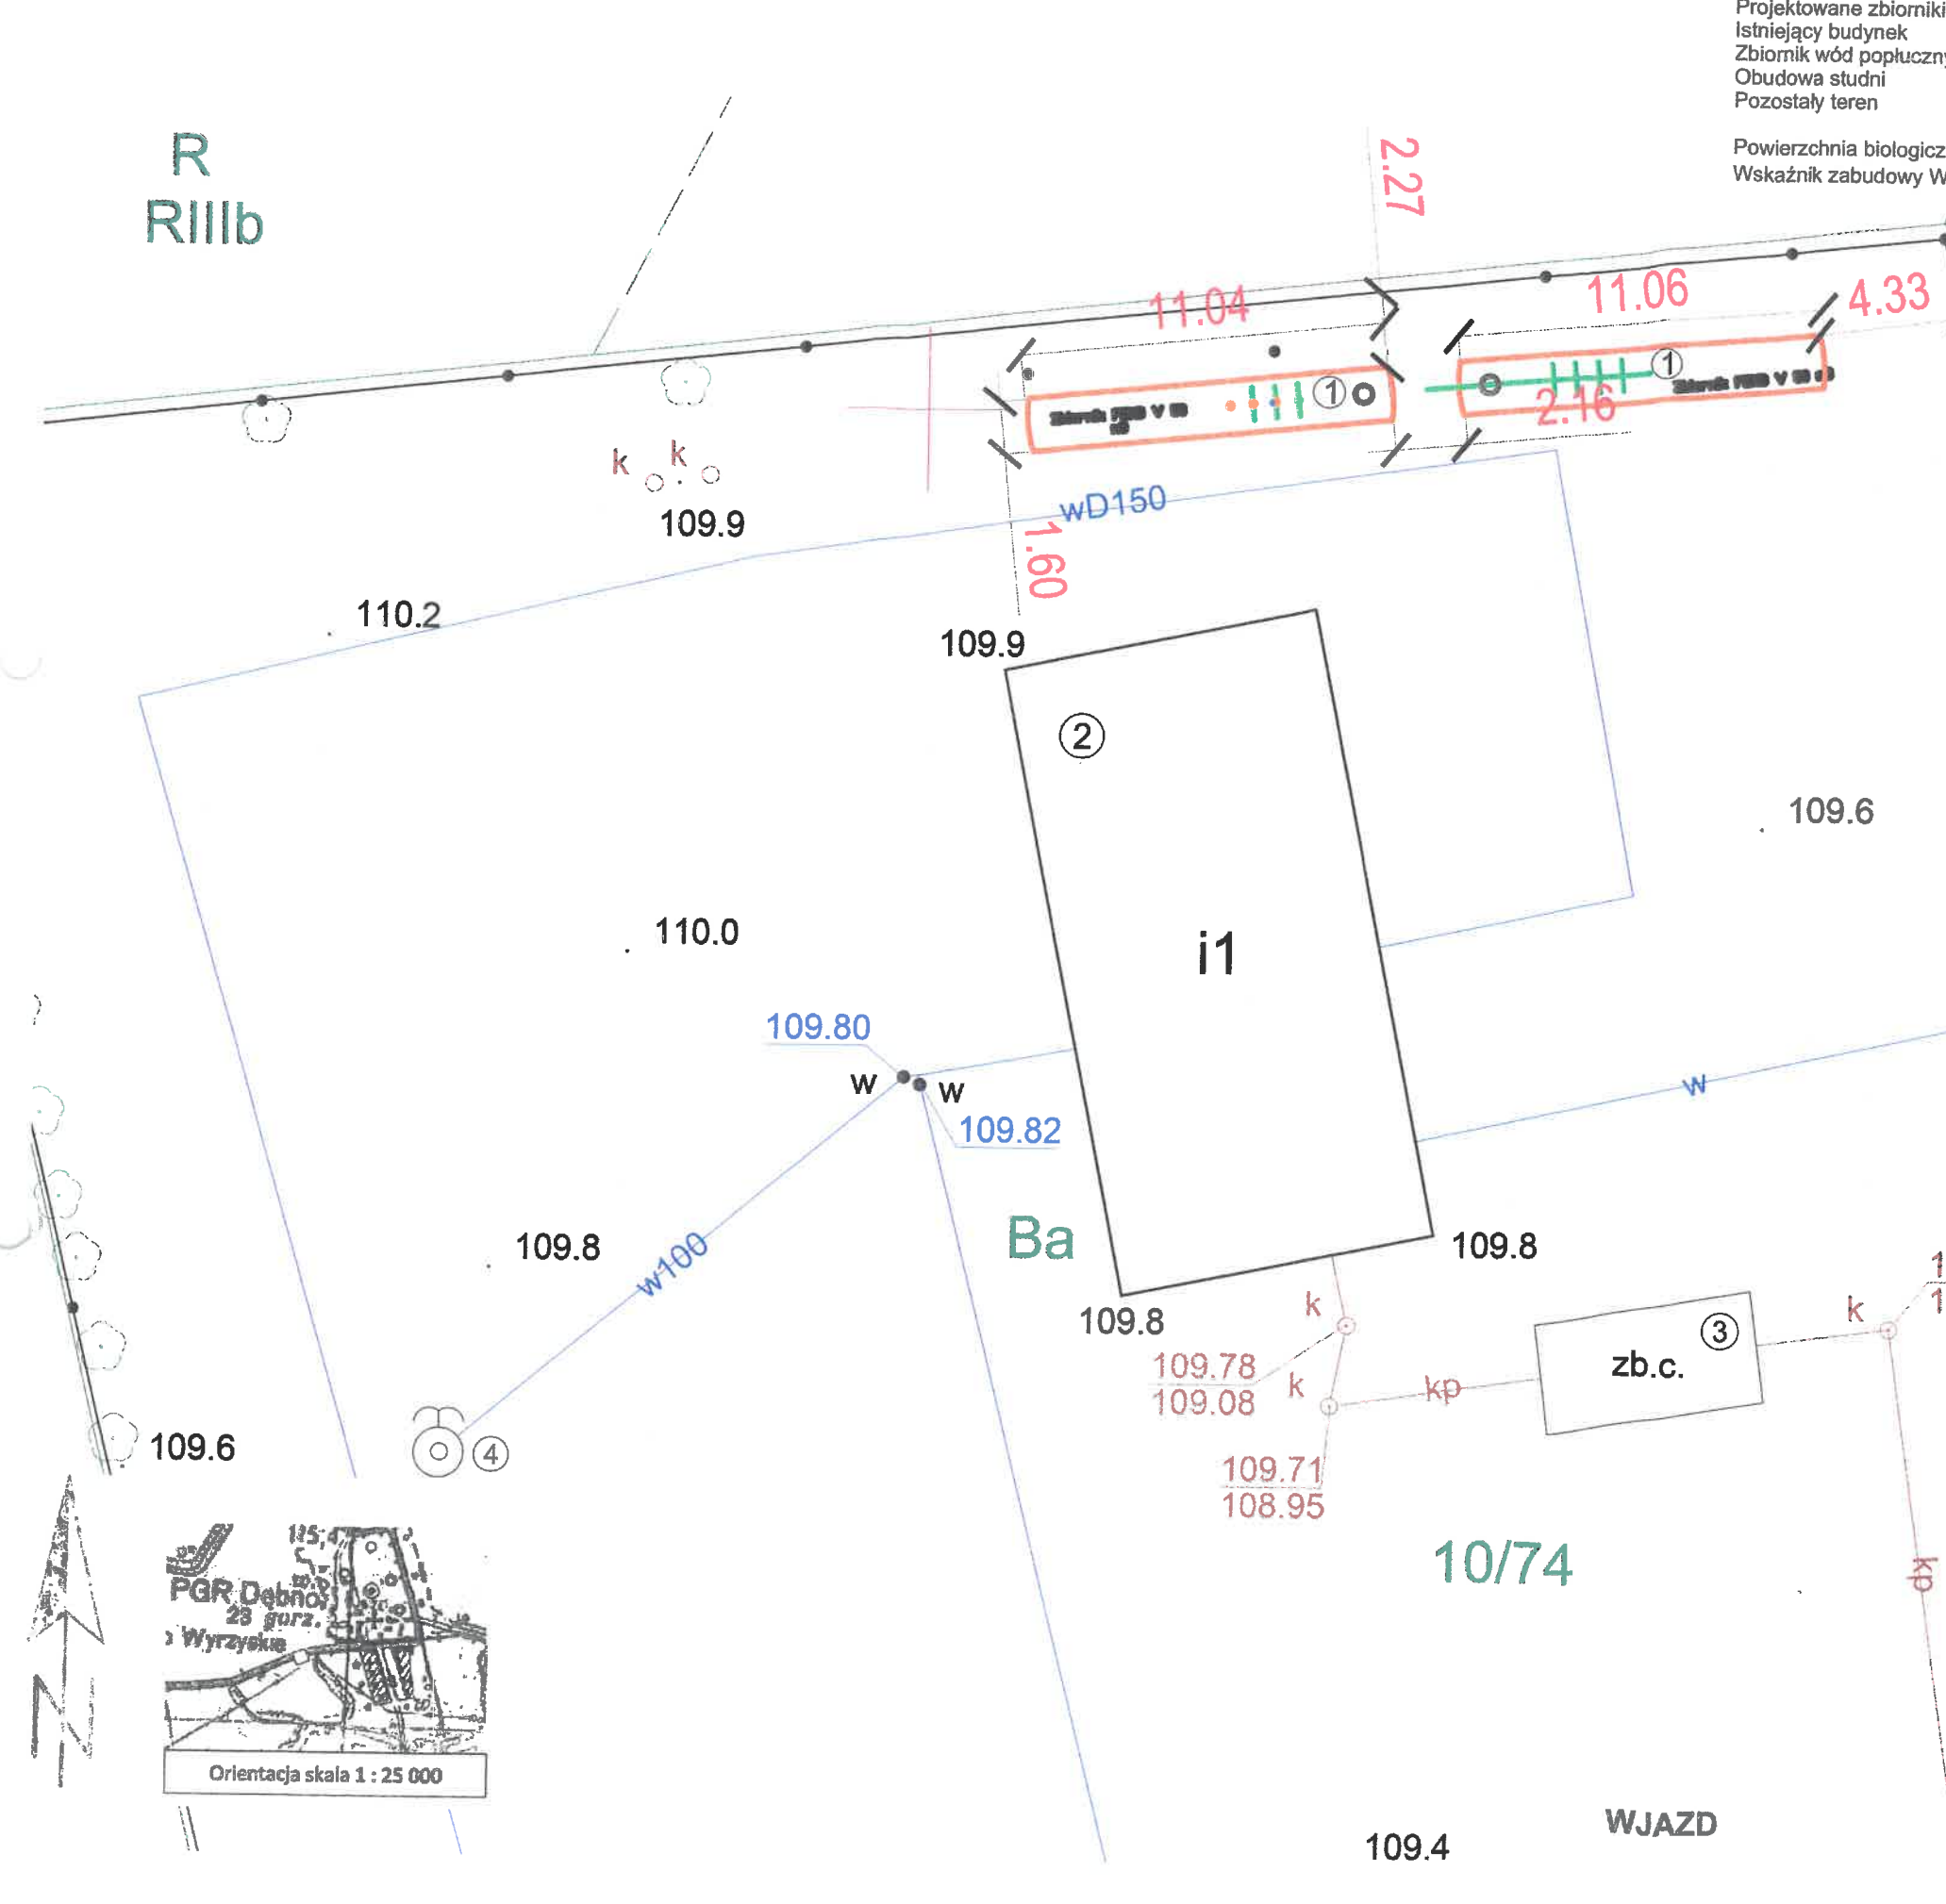 Projektowane zbiorniki
Istniejący budynek
Zbiornik wód popłuczny
Obudowa studni
Pozostały teren
Powierzchnia biologicz
Wskaźnik zabudowy W
R
RIIIb
2.27
11.04
11.06
4.33
1
1
2.16
k
k
109.9
wD150
1.60
110.2
109.9
2
109.6
110.0
i1
109.80
w
w
109.82
w
Ba
109.8
w100
109.8
109.8
k
k
3
zb.c.
109.78
109.08
k
kp
109.6
4
109.71
108.95
10/74
kp
PGR Dębno
23 gorz.
Wyrzyskie
N
Orientacja skala 1 : 25 000
WJAZD
109.4